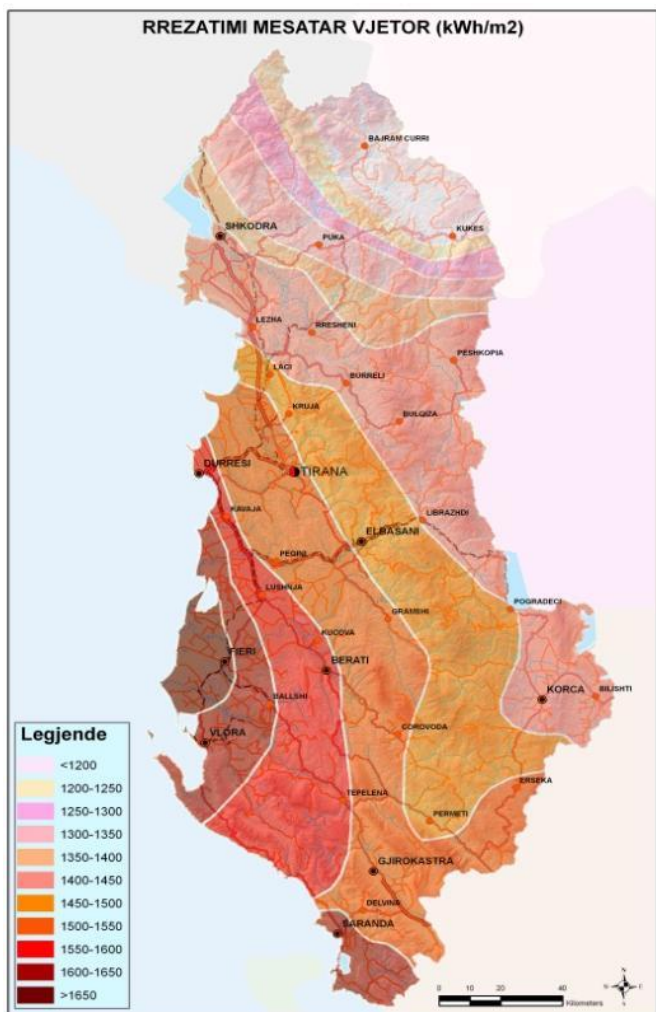 RREZATIMI MESATAR VJETOR (kWh/m2)
BAJRAM CURRI
SHKODRA
PUKA
KUKES
LEZHA
RRESHENI
PESHKOPIA
LACI
BURRELI
KRUJA
BULQIZA
DURRESI
TIRANA
KAVAJA
LIBRAZHDI
ELBASANI
PEQINI
LUSHNJA
POGRADECI
GRAMSHI
KUCOVA
FIERI
BERATI
KORCA
BILISHTI
BALLSHI
VLORA
COROVODA
ERSEKA
TEPELENA
PERMETI
GJIROKASTRA
DELVINA
SARANDA
Legjende
<1200
1200-1250
1250-1300
1300-1350
1350-1400
1400-1450
1450-1500
1500-1550
1550-1600
1600-1650
>1650
0 10 20 40
Kilometers